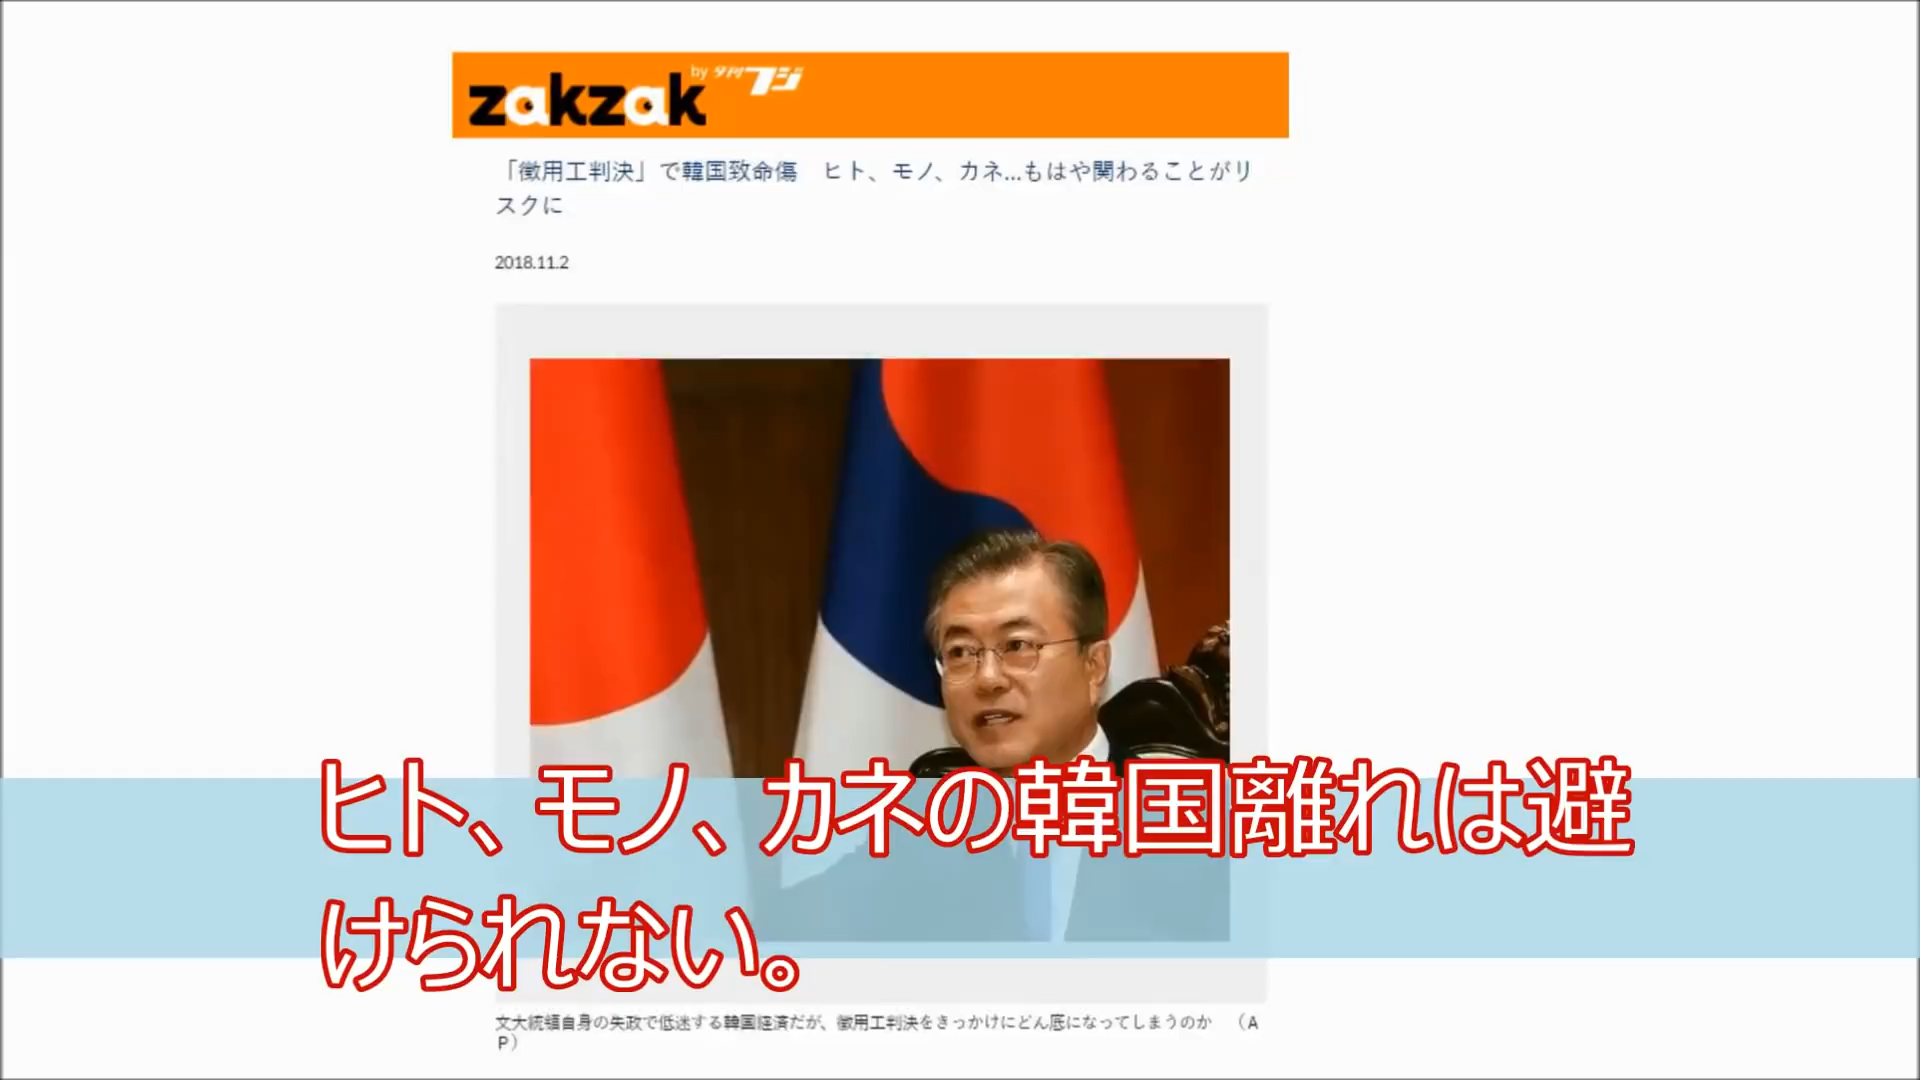 zakzak by 夕刊フジ
「徴用工判決」で韓国致命傷　ヒト、モノ、カネ...もはや関わることがリ
スクに
2018.11.2
ヒト、モノ、カネの韓国離れは避
けられない。
文大統領自身の失政で低迷する韓国経済だが、徴用工判決をきっかけにどん底になってしまうのか　（A
P）